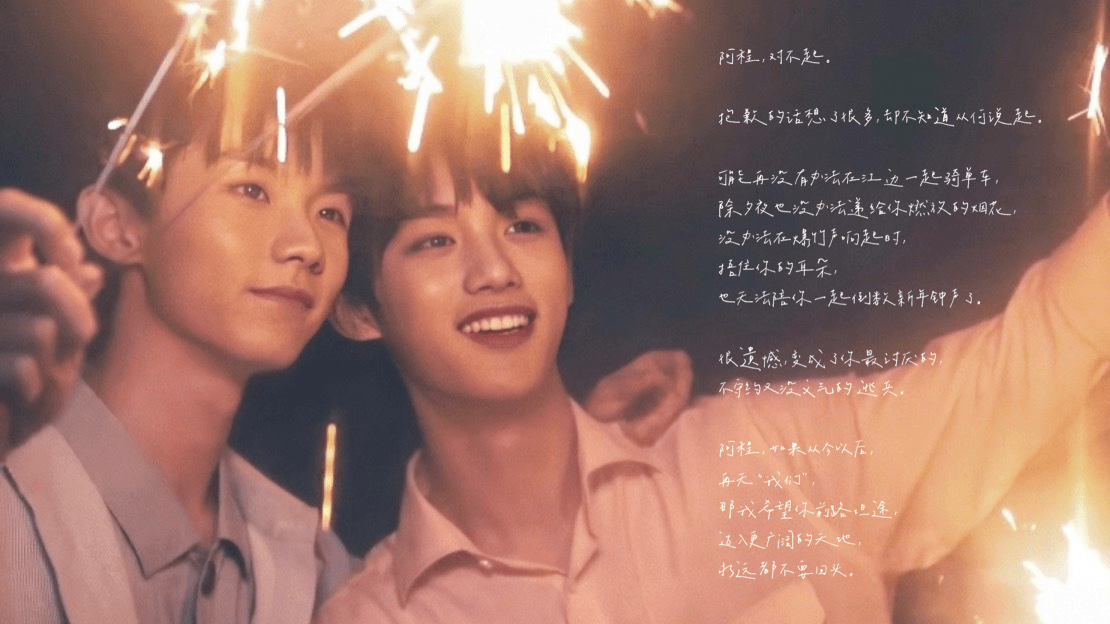 阿程，对不起。
抱歉的话想了很多，却不知道从何说起。
可能再没有办法在江边一起骑单车，
除夕夜也没办法递给你燃放的烟花，
没办法在爆竹声响起时，
捂住你的耳朵，
也无法陪你一起倒数新年钟声了。
很遗憾，变成了你最讨厌的，
不守约又没义气的逃兵。
阿程，如果从今以后，
再无“我们”，
那我希望你前路坦途，
迈入更广阔的天地，
永远都不要回头。